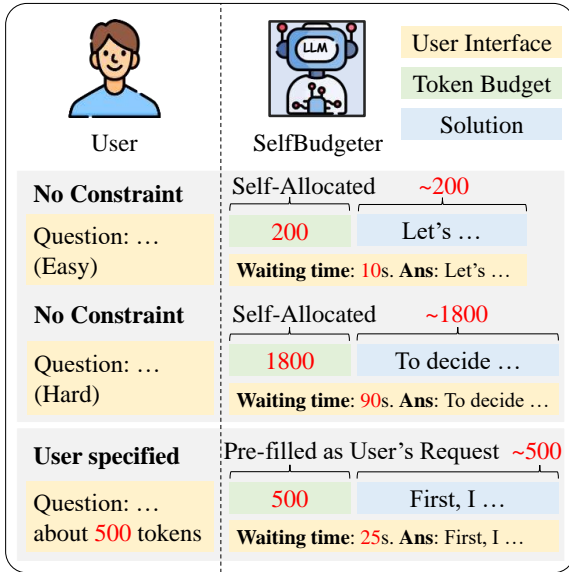 LLM
User
SelfBudgeter
User Interface
Token Budget
Solution
No Constraint
Question: …
(Easy)
Self-Allocated ~200
200 Let's …
Waiting time: 10s. Ans: Let's …
No Constraint
Question: …
(Hard)
Self-Allocated ~1800
1800 To decide …
Waiting time: 90s. Ans: To decide …
User specified
Question: …
about 500 tokens
Pre-filled as User's Request ~500
500 First, I …
Waiting time: 25s. Ans: First, I …